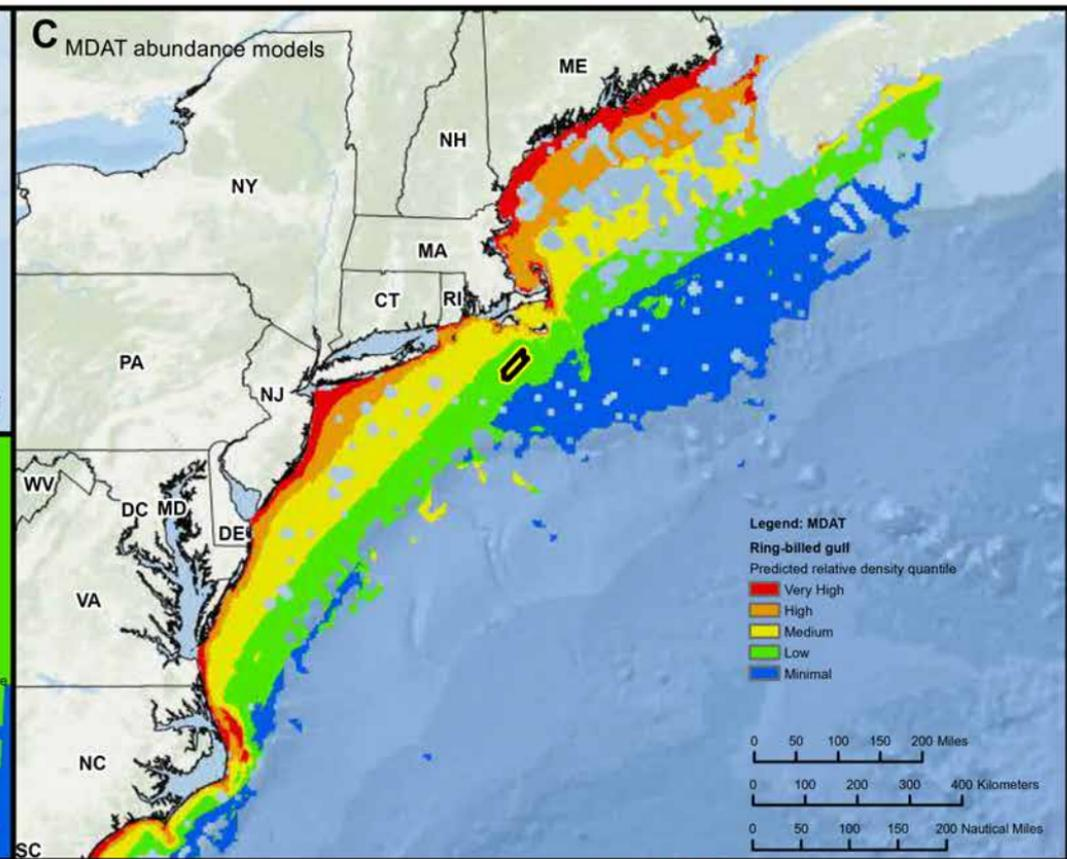 C MDAT abundance models
ME
NH
NY
MA
CT
RI
PA
NJ
WV
DC
MD
DE
VA
NC
SC
Legend: MDAT
Ring-billed gulf
Predicted relative density quantile
Very High
High
Medium
Low
Minimal
0 50 100 150 200 Miles
0 100 200 300 400 Kilometers
0 50 100 150 200 Nautical Miles
e